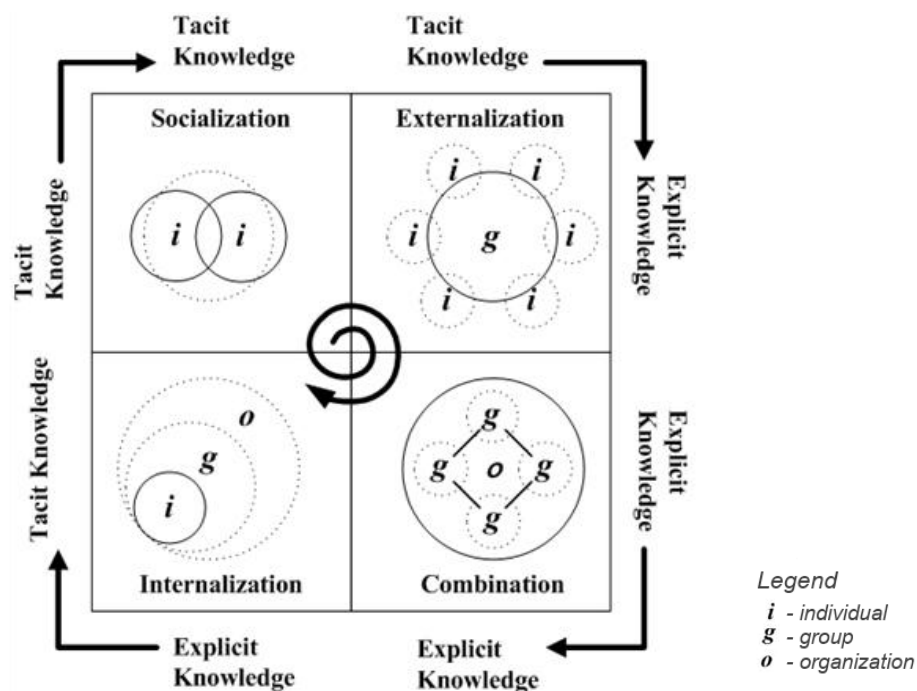 Tacit
Knowledge
Tacit
Knowledge
Socialization
Externalization
i
i
i
i
i
g
i
i
i
Tacit
Knowledge
Explicit
Knowledge
Tacit Knowledge
Explicit
Knowledge
o
g
i
g
g
o
g
g
Internalization
Combination
Explicit
Knowledge
Explicit
Knowledge
Legend
i - individual
g - group
o - organization